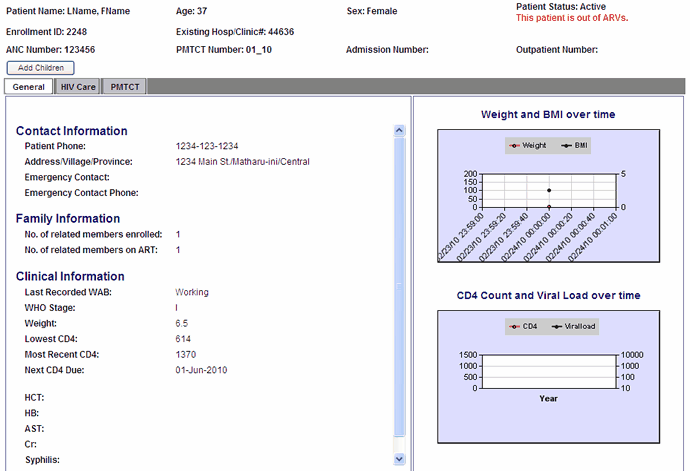 Patient Name: LName, FName Age: 37 Sex: Female Patient Status: Active
This patient is out of ARVs.
Enrollment ID: 2248 Existing Hosp/Clinic#: 44636
ANC Number: 123456 PMTCT Number: 01_10 Admission Number: Outpatient Number:
Add Children
General HIV Care PMTCT
Contact Information
Patient Phone: 1234-123-1234
Address/Village/Province: 1234 Main St./Matharu-ini/Central
Emergency Contact:
Emergency Contact Phone:
Family Information
No. of related members enrolled: 1
No. of related members on ART: 1
Clinical Information
Last Recorded WAB: Working
WHO Stage: I
Weight: 6.5
Lowest CD4: 614
Most Recent CD4: 1370
Next CD4 Due: 01-Jun-2010
HCT:
HB:
AST:
Cr:
Syphilis:
Weight and BMI over time
Weight BMI
200 5
150
100
50
0 0
02/23/10 23:59:00
02/23/10 23:59:20
02/23/10 23:59:40
02/24/10 00:00:00
02/24/10 00:00:20
02/24/10 00:00:40
02/24/10 00:01:00
CD4 Count and Viral Load over time
CD4 Viralload
1500 10000
1000 1000
500 100
0 10
Year